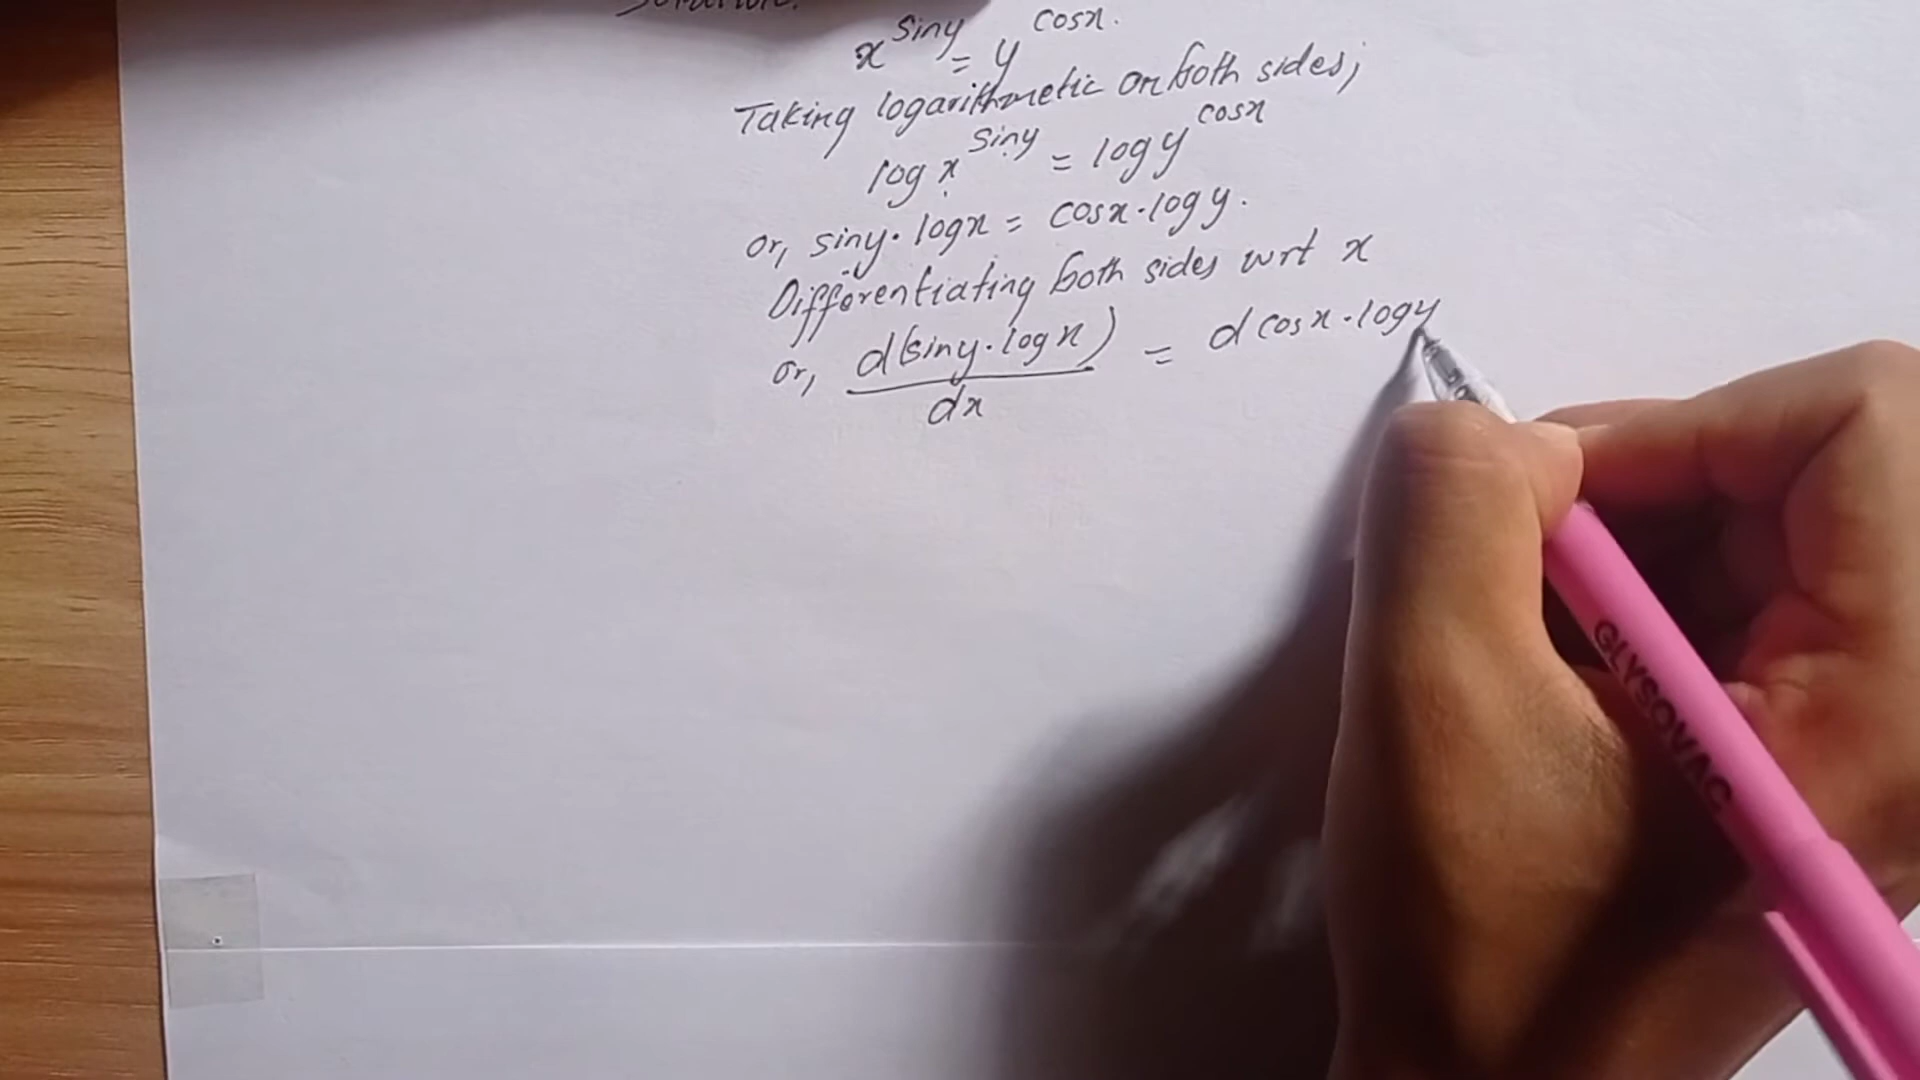 Solution:
x^siny = y^cosx.
Taking logarithmetic on both sides;
log x^siny = log y^cosx
or, siny. logx = cosx.logy.
Differentiating both sides wrt x
or, d(siny.logx)/dx = d cosx.logy
GLYSOVAC